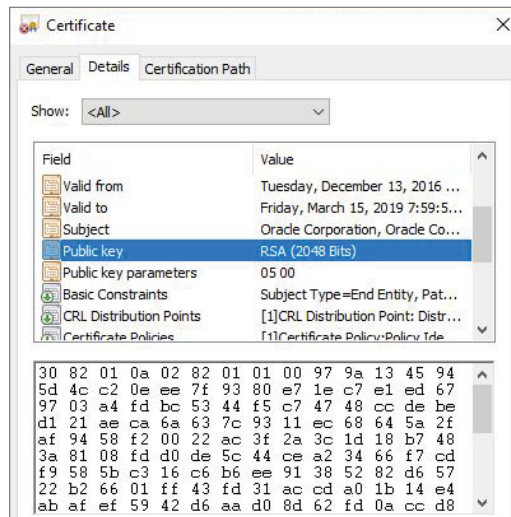 Certificate
General Details Certification Path
Show: <All>
Field Value
Valid from Tuesday, December 13, 2016 ...
Valid to Friday, March 15, 2019 7:59:5...
Subject Oracle Corporation, Oracle Co...
Public key RSA (2048 Bits)
Public key parameters 05 00
Basic Constraints Subject Type=End Entity, Pat...
CRL Distribution Points [1]CRL Distribution Point: Distr...
Certificate Policies [1]Certificate Policy:Policy Ide
30 82 01 0a 02 82 01 01 00 97 9a 13 45 94
5d 4c c2 0e ee 7f 93 80 e7 1e c7 e1 ed 67
97 03 a4 fd bc 53 44 f5 c7 47 48 cc de be
d1 21 ae ca 6a 63 7c 93 11 ec 68 64 5a 2f
af 94 58 f2 00 22 ac 3f 2a 3c 1d 18 b7 48
3a 81 08 fd d0 de 5c 44 ce a2 34 66 f7 cd
f9 58 5b c3 16 c6 b6 ee 91 38 52 82 d6 57
22 b2 66 01 ff 43 fd 31 ac cd a0 1b 14 e4
ab af ef 59 42 d6 aa d0 8d 62 fd 0a cc d8